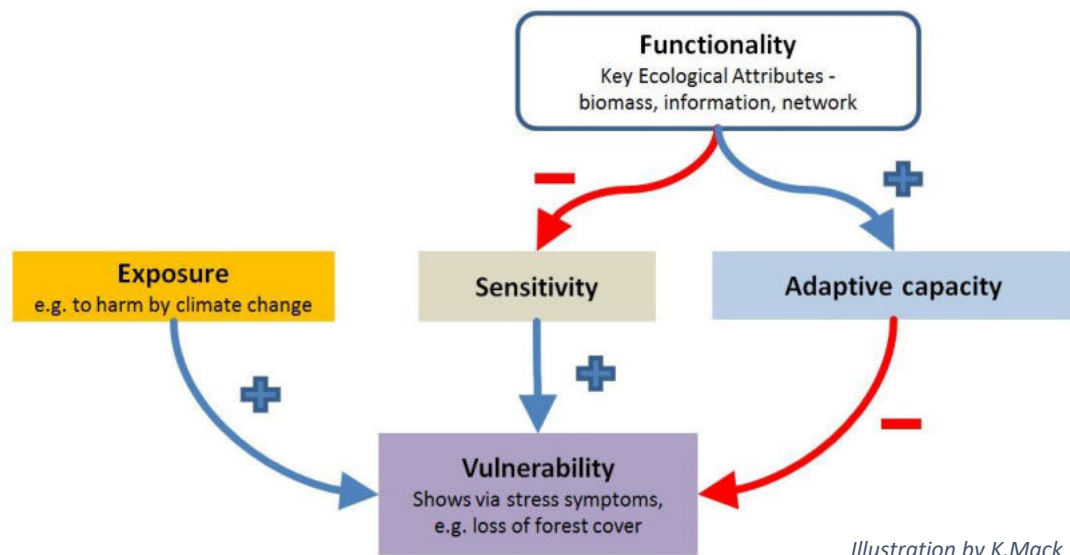 Functionality
Key Ecological Attributes -
biomass, information, network
Exposure
e.g. to harm by climate change
Sensitivity
Adaptive capacity
Vulnerability
Shows via stress symptoms,
e.g. loss of forest cover
Illustration by K.Mack